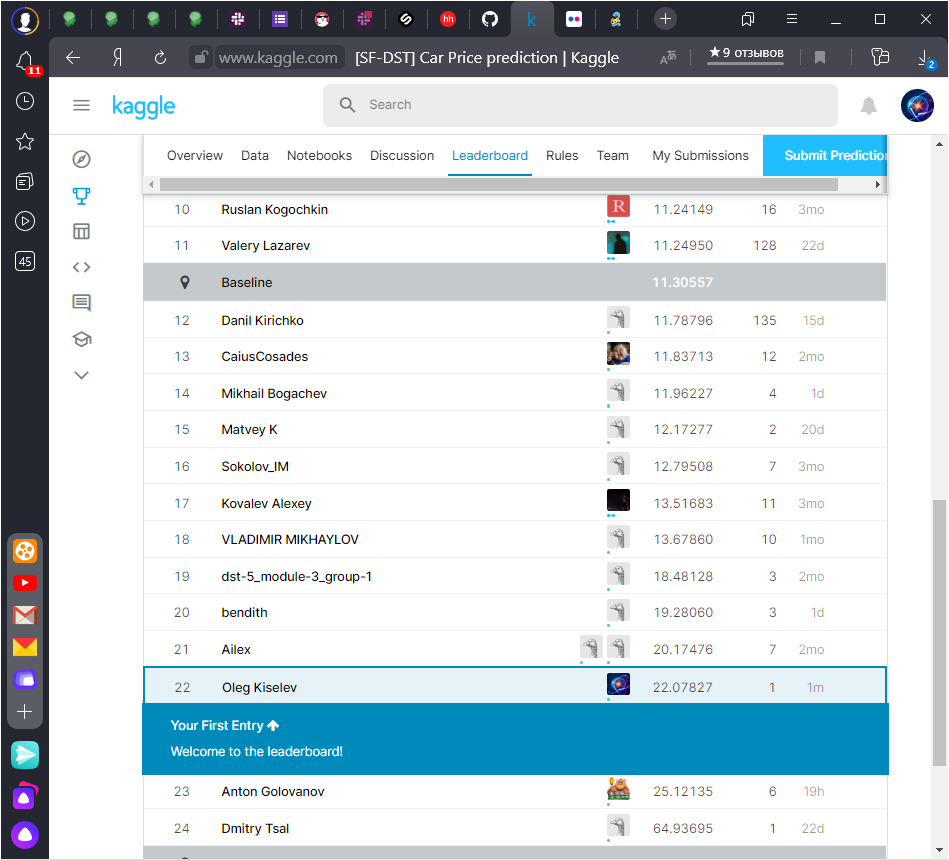 hh
k
11
www.kaggle.com [SF-DST] Car Price prediction | Kaggle
Я
★ 9 отзывов
2
kaggle
Search
45
Overview Data Notebooks Discussion Leaderboard Rules Team My Submissions Submit Prediction
10 Ruslan Kogochkin R 11.24149 16 3mo
11 Valery Lazarev 11.24950 128 22d
Baseline 11.30557
12 Danil Kirichko 11.78796 135 15d
13 CaiusCosades 11.83713 12 2mo
14 Mikhail Bogachev 11.96227 4 1d
15 Matvey K 12.17277 2 20d
16 Sokolov_IM 12.79508 7 3mo
17 Kovalev Alexey 13.51683 11 3mo
18 VLADIMIR MIKHAYLOV 13.67860 10 1mo
19 dst-5_module-3_group-1 18.48128 3 2mo
20 bendith 19.28060 3 1d
21 Ailex 20.17476 7 2mo
22 Oleg Kiselev 22.07827 1 1m
Your First Entry
Welcome to the leaderboard!
23 Anton Golovanov 25.12135 6 19h
24 Dmitry Tsal 64.93695 1 22d